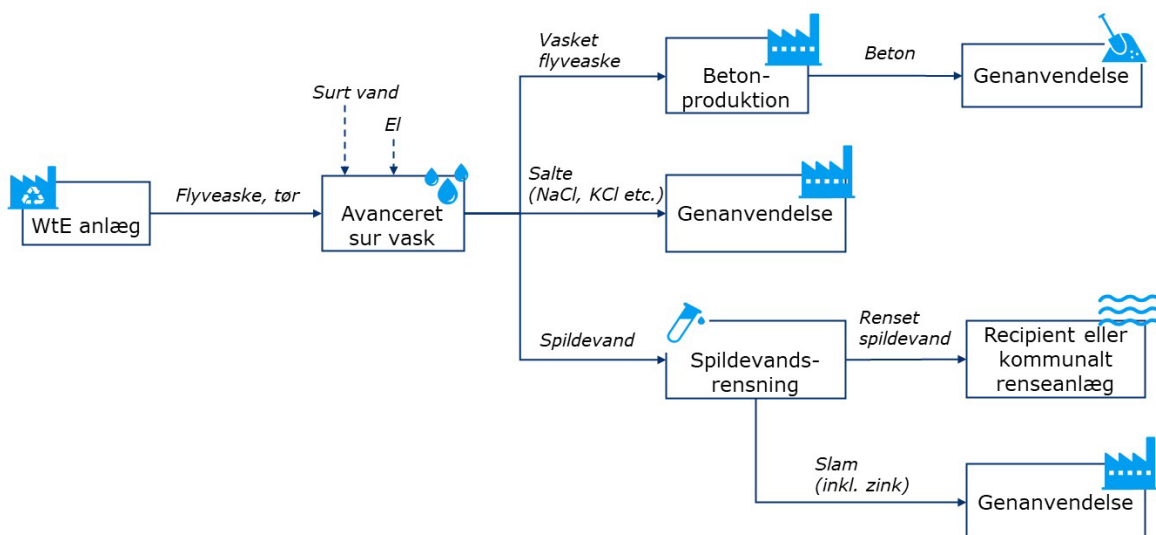 Vasket
flyveaske
Beton-
produktion
Beton
Genanvendelse
Surt vand
El
WtE anlæg
Flyveaske, tør
Avanceret
sur vask
Salte
(NaCl, KCl etc.)
Genanvendelse
Spildevand
Spildevands-
rensning
Renset
spildevand
Recipient eller
kommunalt
renseanlæg
Slam
(inkl. zink)
Genanvendelse